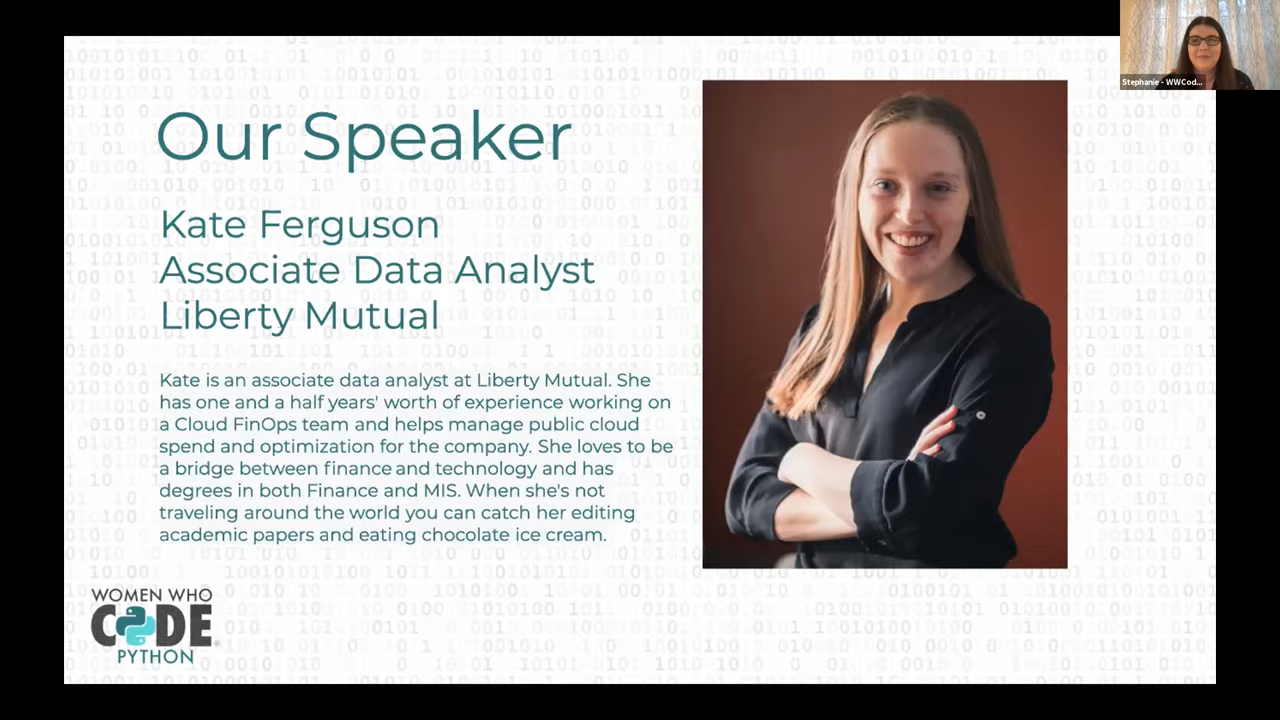 Our Speaker
Kate Ferguson
Associate Data Analyst
Liberty Mutual
Kate is an associate data analyst at Liberty Mutual. She
has one and a half years' worth of experience working on
a Cloud FinOps team and helps manage public cloud
spend and optimization for the company. She loves to be
a bridge between finance and technology and has
degrees in both Finance and MIS. When she's not
traveling around the world you can catch her editing
academic papers and eating chocolate ice cream.
WOMEN WHO
CODE
PYTHON
Stephanie - WWCod...